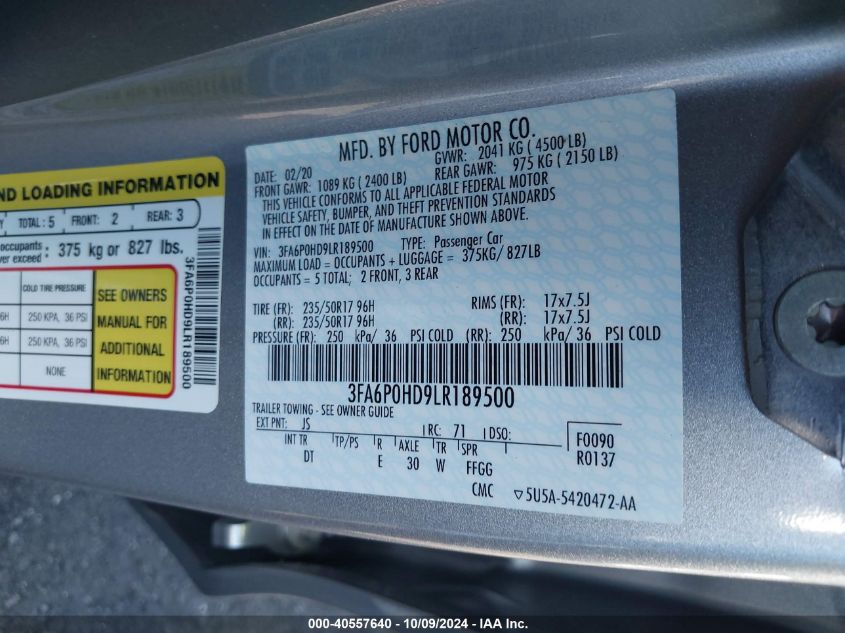 ND LOADING INFORMATION
Y TOTAL: 5 FRONT: 2 REAR: 3
occupants
ver exceed : 375 kg or 827 lbs.
COLD TIRE PRESSURE
6H 250 KPA, 36 PSI
6H 250 KPA, 36 PSI
NONE
SEE OWNERS
MANUAL FOR
ADDITIONAL
INFORMATION
3FA6P0HD9LR189500
MFD. BY FORD MOTOR CO.
DATE: 02/20 GVWR: 2041 KG ( 4500 LB)
FRONT GAWR: 1089 KG ( 2400 LB) REAR GAWR: 975 KG ( 2150 LB)
THIS VEHICLE CONFORMS TO ALL APPLICABLE FEDERAL MOTOR
VEHICLE SAFETY, BUMPER, AND THEFT PREVENTION STANDARDS
IN EFFECT ON THE DATE OF MANUFACTURE SHOWN ABOVE.
VIN: 3FA6P0HD9LR189500 TYPE: Passenger Car
MAXIMUM LOAD = OCCUPANTS + LUGGAGE = 375KG/ 827LB
OCCUPANTS = 5 TOTAL; 2 FRONT, 3 REAR
TIRE (FR): 235/50R17 96H RIMS (FR): 17x7.5J
(RR): 235/50R17 96H (RR): 17x7.5J
PRESSURE (FR): 250 kPa/ 36 PSI COLD (RR): 250 kPa/ 36 PSI COLD
3FA6P0HD9LR189500
TRAILER TOWING - SEE OWNER GUIDE
EXT PNT: JS RC: 71 DSO: F0090
INT TR TP/PS R AXLE TR SPR R0137
DT E 30 W FFGG
CMC ▽5U5A-5420472-AA
000-40557640 - 10/09/2024 - IAA Inc.